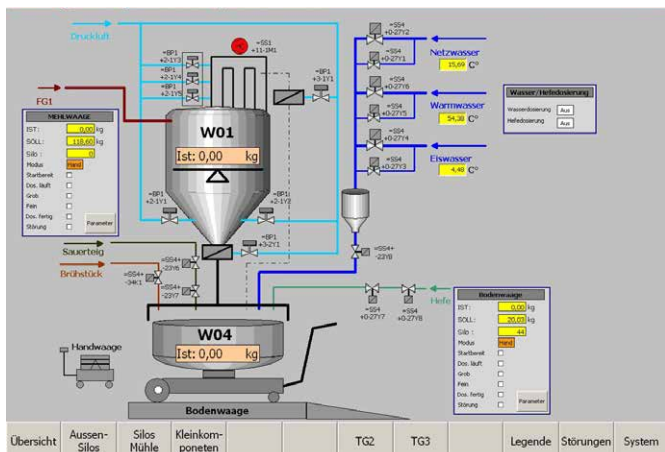 Druckluft
=BP1
+2-1Y3
=BP1
+2-1Y4
=BP1
+2-1Y5
=SS1
+11-1M1
=BP1
+3-1Y1
=SS4
+0-27Y2
=SS4
+0-27Y1
Netzwasser
15,69 C°
=SS4
+0-27Y6
=SS4
+0-27Y5
Warmwasser
54,38 C°
=SS4
+0-27Y4
=SS4
+0-27Y3
Eiswasser
4,48 C°
Wasser/Hefedosierung
Wasserdosierung Aus
Hefedosierung Aus
FG1
MEHLWAAGE
IST: 0,00 kg
SOLL: 118,60 kg
Silo : 0
Modus Hand
Startbereit
Dos. läuft
Grob
Fein
Dos. fertig
Störung
Parameter
W01
Ist: 0,00 kg
=BP1
+2-1Y1
=BP1
+2-1Y2
=BP1
+3-2Y1
Sauerteig
Brühstück
=SS4+
-23Y6
=SS4+
-34K1
=SS4+
-23Y7
=SS4+
-23Y8
Hefe
=SS4
+0-27Y7
=SS4
+0-27Y8
W04
Ist: 0,00 kg
Handwaage
Bodenwaage
Bodenwaage
IST: 0,00 kg
SOLL: 20,03 kg
Silo : 44
Modus Hand
Startbereit
Dos. läuft
Grob
Fein
Dos. fertig
Störung
Parameter
Übersicht
Aussen-
Silos
Silos
Mühle
Kleinkom-
poneten
TG2
TG3
Legende
Störungen
System